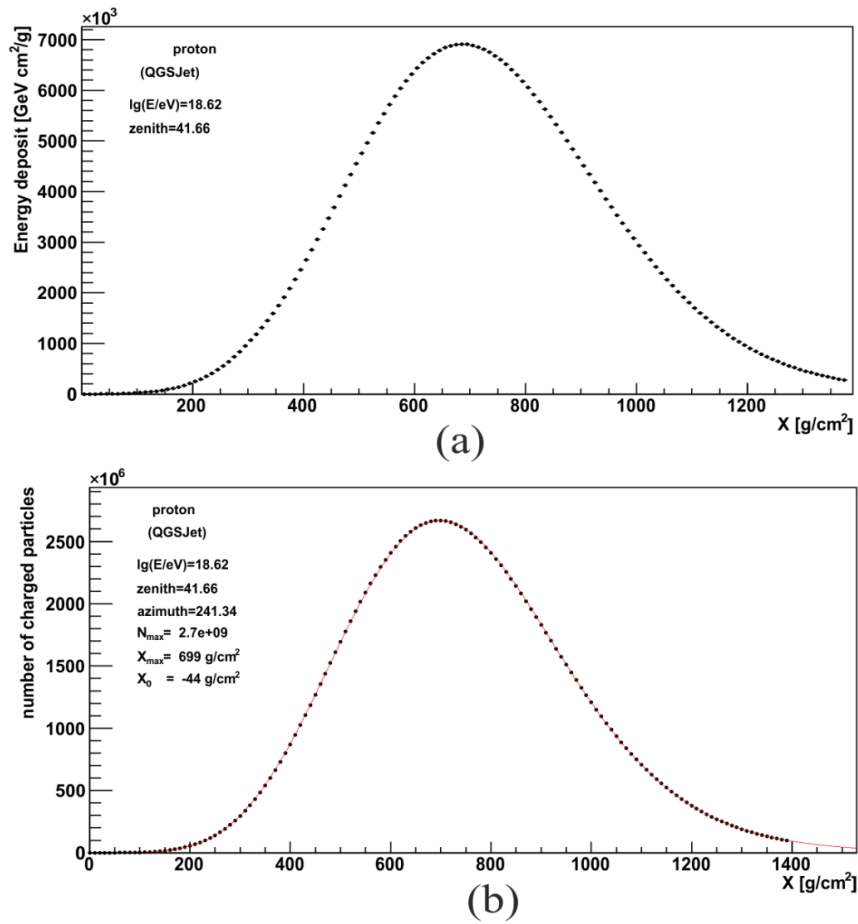 ×10³
Energy deposit [GeV cm²/g]
7000
6000
5000
4000
3000
2000
1000
0
proton
(QGSJet)
lg(E/eV)=18.62
zenith=41.66
200 400 600 800 1000 1200
X [g/cm²]
(a)
×10⁶
number of charged particles
2500
2000
1500
1000
500
0
proton
(QGSJet)
lg(E/eV)=18.62
zenith=41.66
azimuth=241.34
Nmax= 2.7e+09
Xmax= 699 g/cm²
X₀ = -44 g/cm²
0 200 400 600 800 1000 1200 1400
X [g/cm²]
(b)